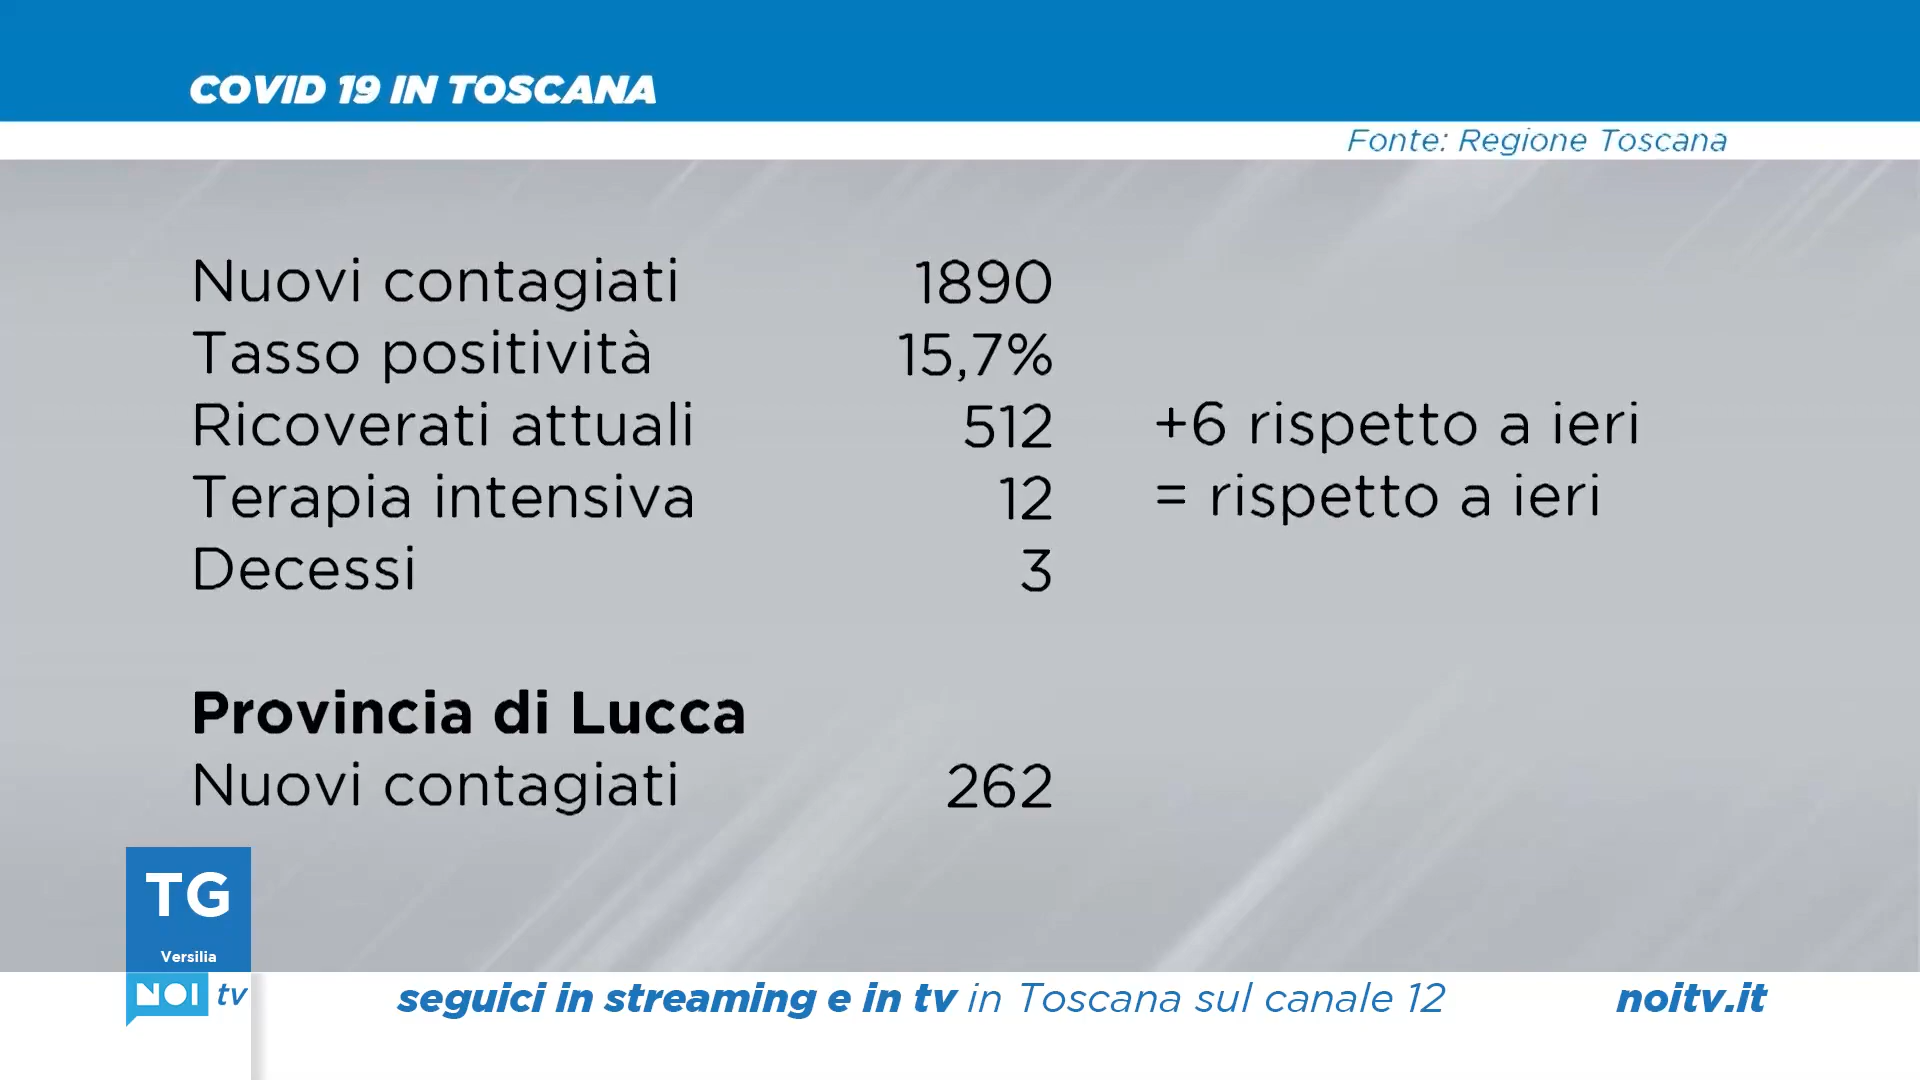 COVID 19 IN TOSCANA
Fonte: Regione Toscana
Nuovi contagiati 1890
Tasso positività 15,7%
Ricoverati attuali 512 +6 rispetto a ieri
Terapia intensiva 12 = rispetto a ieri
Decessi 3
Provincia di Lucca
Nuovi contagiati 262
TG
Versilia
NOI tv
seguici in streaming e in tv in Toscana sul canale 12
noitv.it